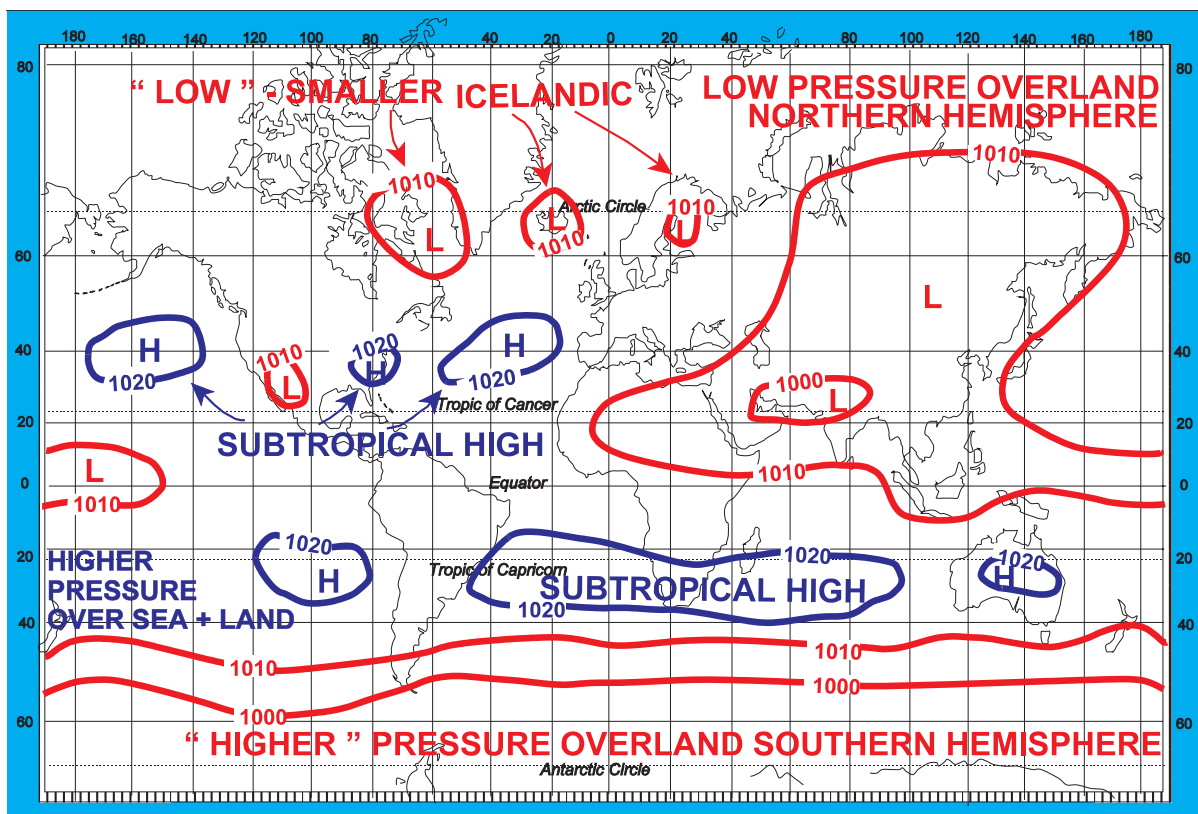 180 160 140 120 100 80 40 20 0 20 40 60 80 100 120 140 160 180
80 80
“ LOW ” - SMALLER
ICELANDIC
LOW PRESSURE OVERLAND
NORTHERN HEMISPHERE
1010
1010
1010
Arctic Circle
L
L
1010
L
60 60
L
1020
H
1020
1010
L
1020
H
H
1020
40 40
1000
L
Tropic of Cancer
20 20
SUBTROPICAL HIGH
L
1010
1010
Equator
0 0
HIGHER
PRESSURE
OVER SEA + LAND
1020
H
1020
1020
H
20 20
Tropic of Capricorn
SUBTROPICAL HIGH
1020
40 40
1010
1010
1000
1000
60 60
“ HIGHER ” PRESSURE OVERLAND SOUTHERN HEMISPHERE
Antarctic Circle